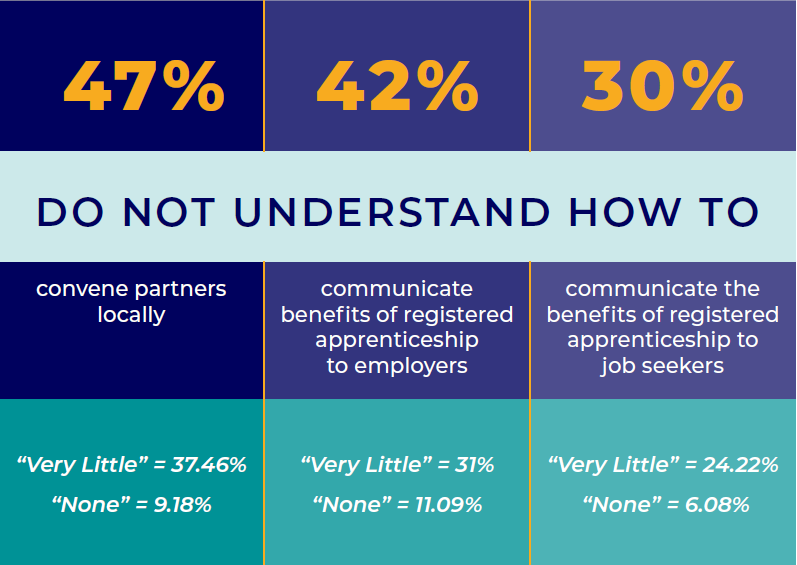 47%
42%
30%
DO NOT UNDERSTAND HOW TO
convene partners
locally
communicate
benefits of registered
apprenticeship
to employers
communicate the
benefits of registered
apprenticeship to
job seekers
“Very Little” = 37.46%
“None” = 9.18%
“Very Little” = 31%
“None” = 11.09%
“Very Little” = 24.22%
“None” = 6.08%